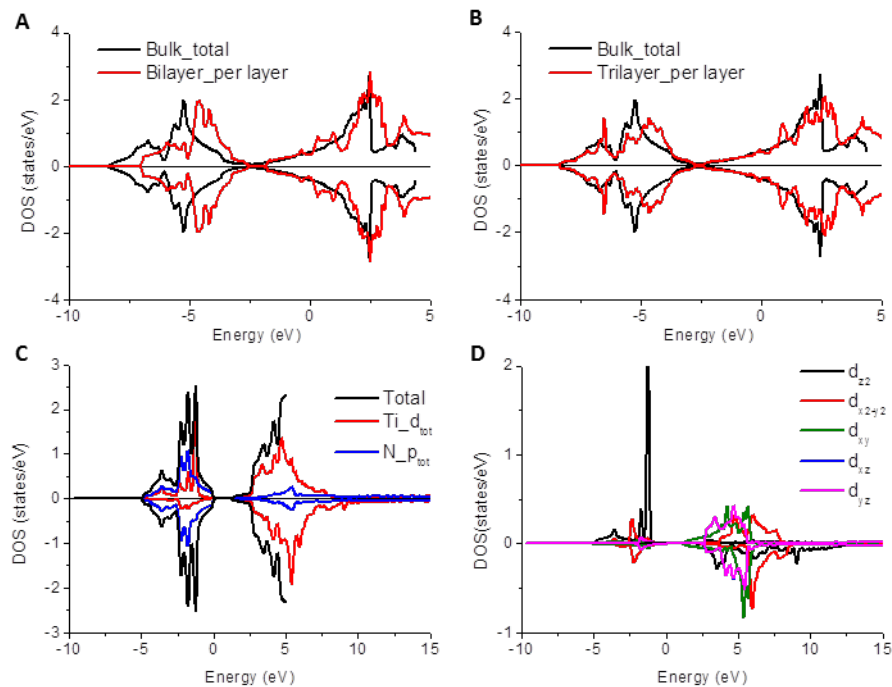 A
B
4
2
0
-2
-4
DOS (states/eV)
Bulk_total
Bilayer_per layer
-10
-5
0
5
Energy (eV)
4
2
0
-2
-4
DOS (states/eV)
Bulk_total
Trilayer_per layer
-10
-5
0
5
Energy (eV)
C
D
3
2
1
0
-1
-2
-3
DOS (states/eV)
Total
Ti_dtot
N_ptot
-10
-5
0
5
10
15
Energy (eV)
2
1
0
-1
DOS(states/eV)
dz2
dx2-y2
dxy
dxz
dyz
-10
-5
0
5
10
15
Energy (eV)